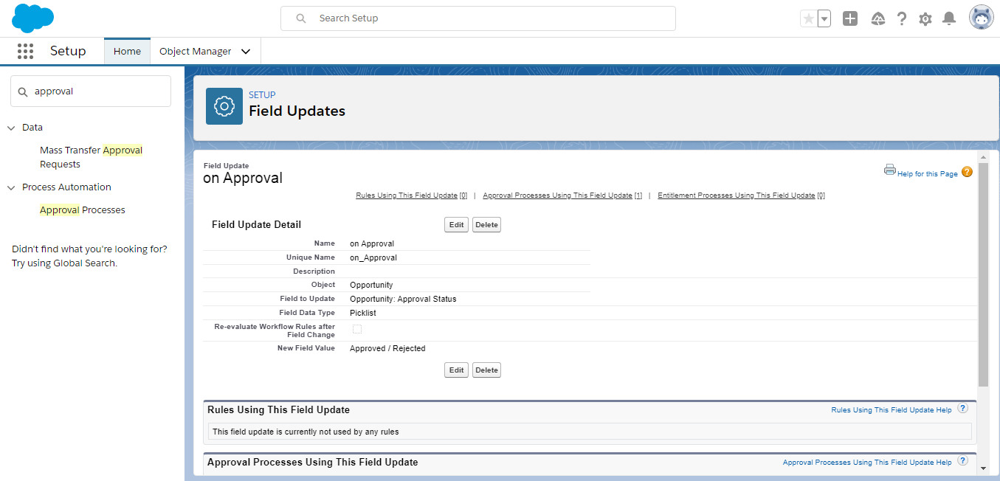 Search Setup
Setup
Home
Object Manager
approval
Data
Mass Transfer Approval
Requests
Process Automation
Approval Processes
Didn't find what you're looking for?
Try using Global Search.
SETUP
Field Updates
Field Update
on Approval
Help for this Page ?
Rules Using This Field Update [0] | Approval Processes Using This Field Update [1] | Entitlement Processes Using This Field Update [0]
Field Update Detail
Edit Delete
Name on Approval
Unique Name on_Approval
Description
Object Opportunity
Field to Update Opportunity: Approval Status
Field Data Type Picklist
Re-evaluate Workflow Rules after
Field Change
New Field Value Approved / Rejected
Edit Delete
Rules Using This Field Update
Rules Using This Field Update Help ?
This field update is currently not used by any rules
Approval Processes Using This Field Update
Approval Processes Using This Field Update Help ?